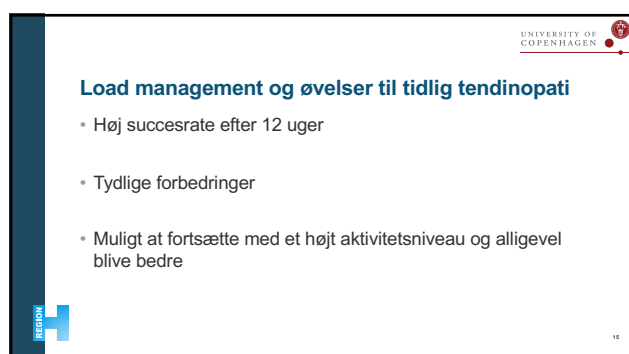 UNIVERSITY OF
COPENHAGEN
Load management og øvelser til tidlig tendinopati
• Høj succesrate efter 12 uger
• Tydlige forbedringer
• Muligt at fortsætte med et højt aktivitetsniveau og alligevel
blive bedre
REGION
H
15